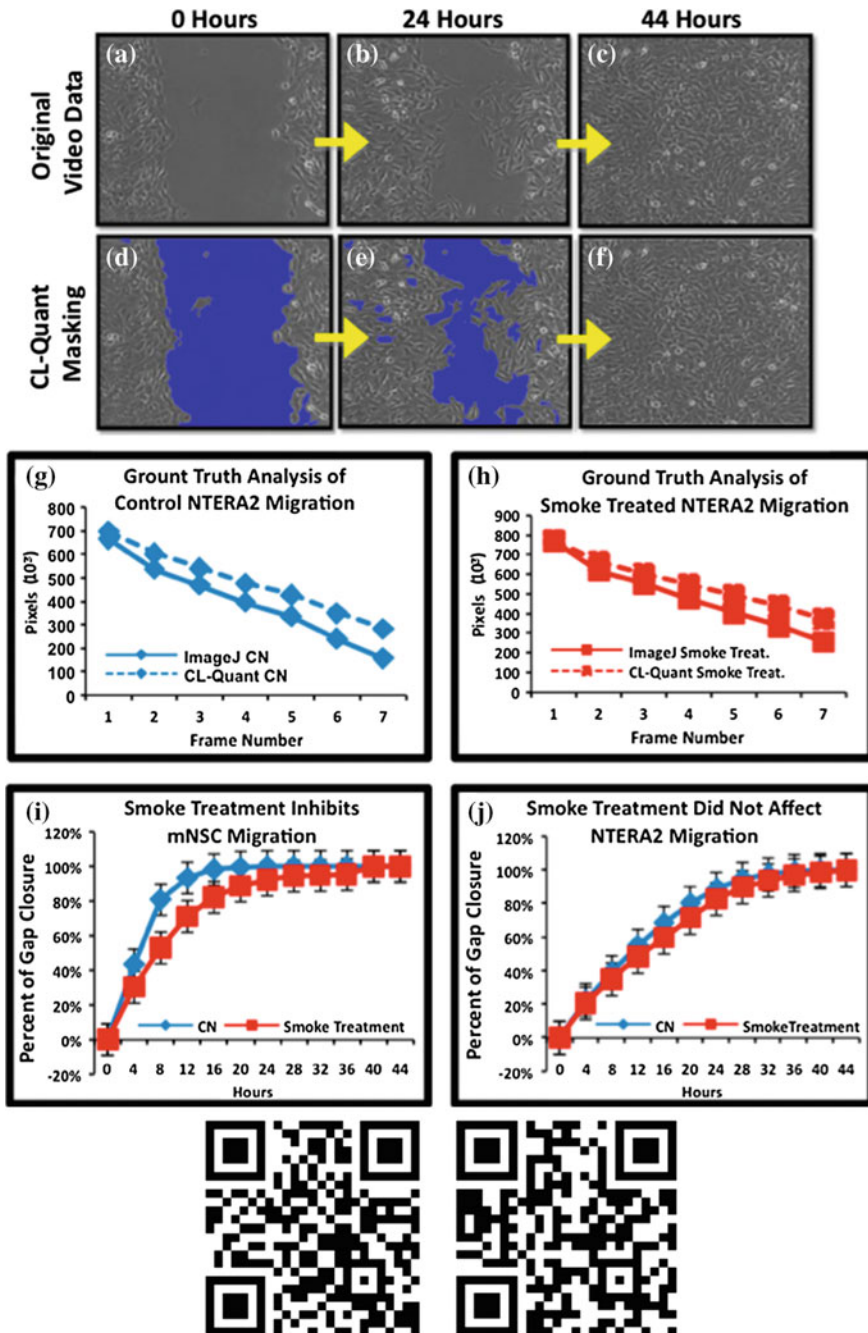 0 Hours 24 Hours 44 Hours
Original
Video Data
(a) (b) (c)
CL-Quant
Masking
(d) (e) (f)
(g) Grount Truth Analysis of
Control NTERA2 Migration
800
700
600
500
400
300
200
100
0
Pixels (10²)
ImageJ CN
CL-Quant CN
1 2 3 4 5 6 7
Frame Number
(h) Ground Truth Analysis of
Smoke Treated NTERA2 Migration
900
800
700
600
500
400
300
200
100
0
Pixels (10²)
ImageJ Smoke Treat.
CL-Quant Smoke Treat.
1 2 3 4 5 6 7
Frame Number
(i) Smoke Treatment Inhibits
mNSC Migration
120%
100%
80%
60%
40%
20%
0%
-20%
Percent of Gap Closure
CN Smoke Treatment
0 4 8 12 16 20 24 28 32 36 40 44
Hours
(j) Smoke Treatment Did Not Affect
NTERA2 Migration
120%
100%
80%
60%
40%
20%
0%
-20%
Percent of Gap Closure
CN SmokeTreatment
0 4 8 12 16 20 24 28 32 36 40 44
Hours